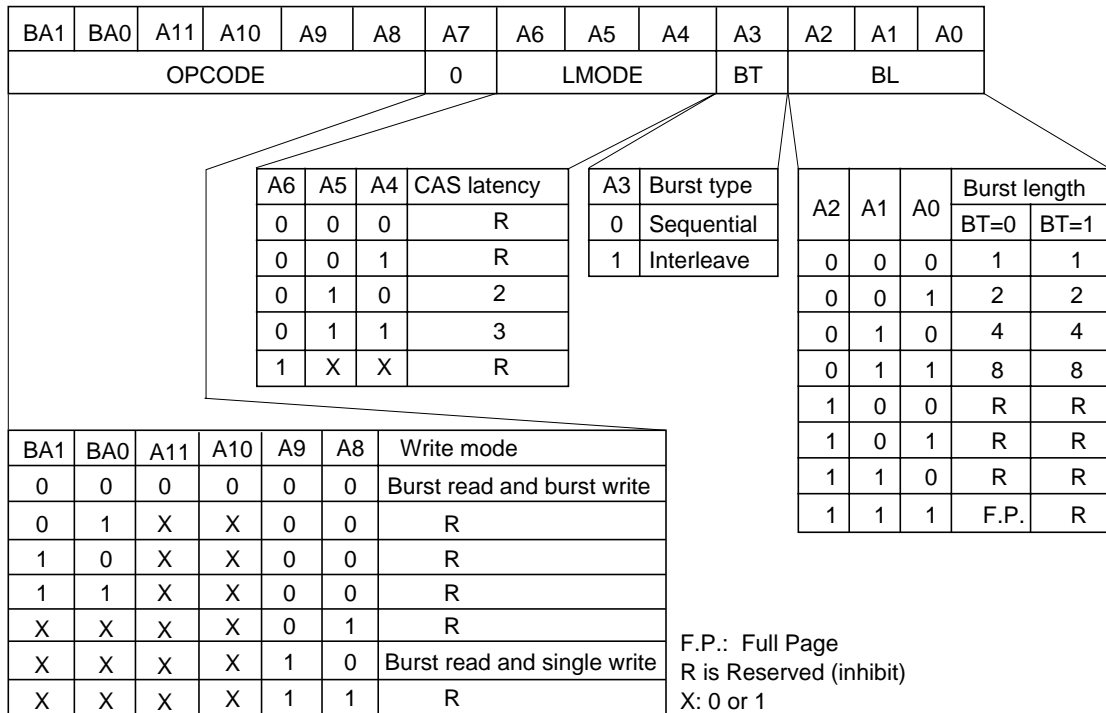 BA1 BA0 A11 A10 A9 A8 A7 A6 A5 A4 A3 A2 A1 A0
OPCODE 0 LMODE BT BL
A6 A5 A4 CAS latency
0 0 0 R
0 0 1 R
0 1 0 2
0 1 1 3
1 X X R
A3 Burst type
0 Sequential
1 Interleave
A2 A1 A0 Burst length
BT=0 BT=1
0 0 0 1 1
0 0 1 2 2
0 1 0 4 4
0 1 1 8 8
1 0 0 R R
1 0 1 R R
1 1 0 R R
1 1 1 F.P. R
BA1 BA0 A11 A10 A9 A8 Write mode
0 0 0 0 0 0 Burst read and burst write
0 1 X X 0 0 R
1 0 X X 0 0 R
1 1 X X 0 0 R
X X X X 0 1 R
X X X X 1 0 Burst read and single write
X X X X 1 1 R
F.P.: Full Page
R is Reserved (inhibit)
X: 0 or 1